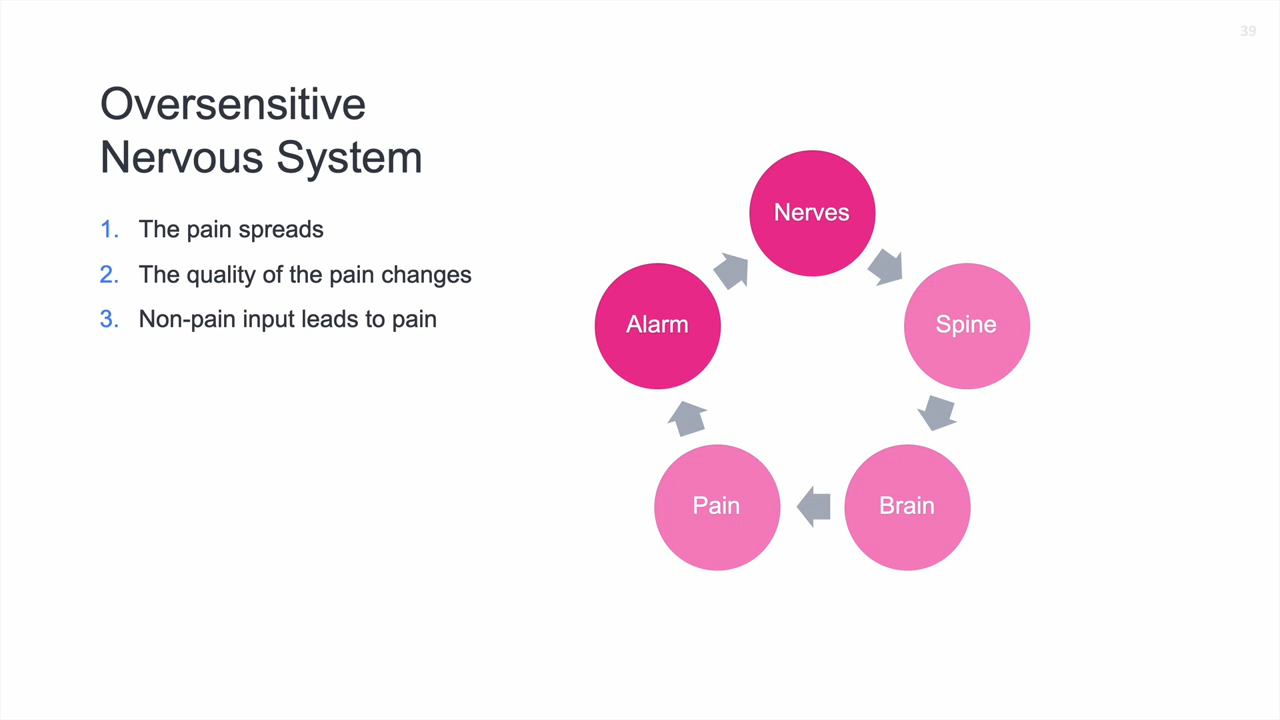 39
Oversensitive
Nervous System
1. The pain spreads
2. The quality of the pain changes
3. Non-pain input leads to pain
Nerves
Spine
Brain
Pain
Alarm